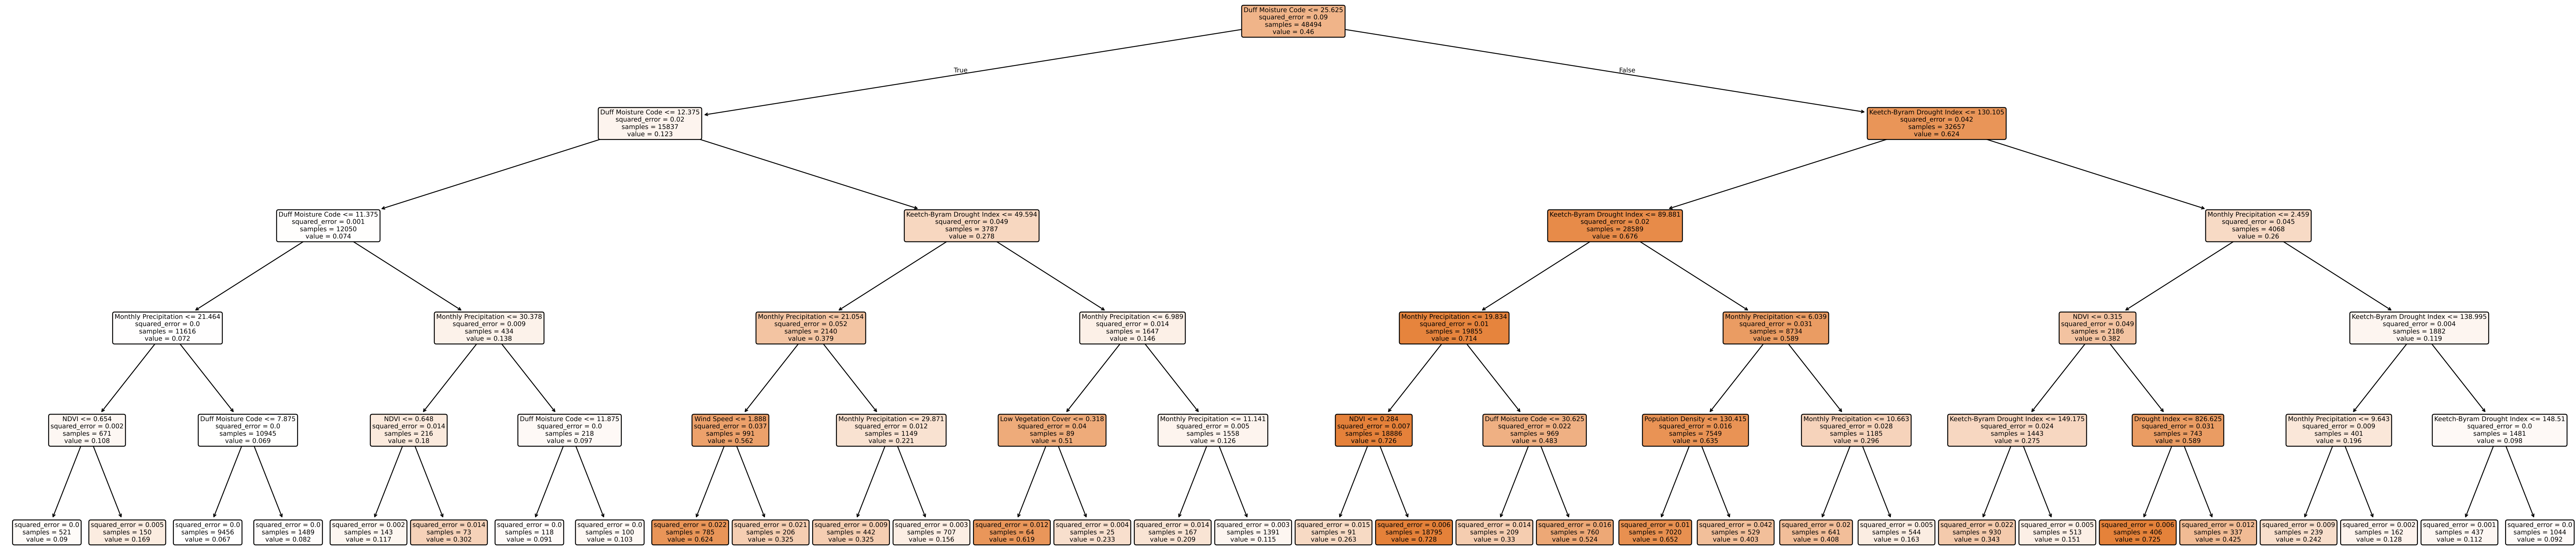 Duff Moisture Code <= 25.625
squared_error = 0.09
samples = 48494
value = 0.46
True
False
Duff Moisture Code <= 12.375
squared_error = 0.02
samples = 15837
value = 0.123
Keetch-Byram Drought Index <= 130.105
squared_error = 0.042
samples = 32657
value = 0.624
Duff Moisture Code <= 11.375
squared_error = 0.001
samples = 12050
value = 0.074
Keetch-Byram Drought Index <= 49.594
squared_error = 0.049
samples = 3787
value = 0.278
Keetch-Byram Drought Index <= 89.881
squared_error = 0.02
samples = 28589
value = 0.676
Monthly Precipitation <= 2.459
squared_error = 0.045
samples = 4068
value = 0.26
Monthly Precipitation <= 21.464
squared_error = 0.0
samples = 11616
value = 0.072
Monthly Precipitation <= 30.378
squared_error = 0.009
samples = 434
value = 0.138
Monthly Precipitation <= 21.054
squared_error = 0.052
samples = 2140
value = 0.379
Monthly Precipitation <= 6.989
squared_error = 0.014
samples = 1647
value = 0.146
Monthly Precipitation <= 19.834
squared_error = 0.01
samples = 19855
value = 0.714
Monthly Precipitation <= 6.039
squared_error = 0.031
samples = 8734
value = 0.589
NDVI <= 0.315
squared_error = 0.049
samples = 2186
value = 0.382
Keetch-Byram Drought Index <= 138.995
squared_error = 0.004
samples = 1882
value = 0.119
NDVI <= 0.654
squared_error = 0.002
samples = 671
value = 0.108
Duff Moisture Code <= 7.875
squared_error = 0.0
samples = 10945
value = 0.069
NDVI <= 0.648
squared_error = 0.014
samples = 216
value = 0.18
Duff Moisture Code <= 11.875
squared_error = 0.0
samples = 218
value = 0.097
Wind Speed <= 1.888
squared_error = 0.037
samples = 991
value = 0.562
Monthly Precipitation <= 29.871
squared_error = 0.012
samples = 1149
value = 0.221
Low Vegetation Cover <= 0.318
squared_error = 0.04
samples = 89
value = 0.51
Monthly Precipitation <= 11.141
squared_error = 0.005
samples = 1558
value = 0.126
NDVI <= 0.284
squared_error = 0.007
samples = 18886
value = 0.726
Duff Moisture Code <= 30.625
squared_error = 0.022
samples = 969
value = 0.483
Population Density <= 130.415
squared_error = 0.016
samples = 7549
value = 0.635
Monthly Precipitation <= 10.663
squared_error = 0.028
samples = 1185
value = 0.296
Keetch-Byram Drought Index <= 149.175
squared_error = 0.024
samples = 1443
value = 0.275
Drought Index <= 826.625
squared_error = 0.031
samples = 743
value = 0.589
Monthly Precipitation <= 9.643
squared_error = 0.009
samples = 401
value = 0.196
Keetch-Byram Drought Index <= 148.51
squared_error = 0.0
samples = 1481
value = 0.098
squared_error = 0.0
samples = 521
value = 0.09
squared_error = 0.005
samples = 150
value = 0.169
squared_error = 0.0
samples = 9456
value = 0.067
squared_error = 0.0
samples = 1489
value = 0.082
squared_error = 0.002
samples = 143
value = 0.117
squared_error = 0.014
samples = 73
value = 0.302
squared_error = 0.0
samples = 118
value = 0.091
squared_error = 0.0
samples = 100
value = 0.103
squared_error = 0.022
samples = 785
value = 0.624
squared_error = 0.021
samples = 206
value = 0.325
squared_error = 0.009
samples = 442
value = 0.325
squared_error = 0.003
samples = 707
value = 0.156
squared_error = 0.012
samples = 64
value = 0.619
squared_error = 0.004
samples = 25
value = 0.233
squared_error = 0.014
samples = 167
value = 0.209
squared_error = 0.003
samples = 1391
value = 0.115
squared_error = 0.015
samples = 91
value = 0.263
squared_error = 0.006
samples = 18795
value = 0.728
squared_error = 0.014
samples = 209
value = 0.33
squared_error = 0.016
samples = 760
value = 0.524
squared_error = 0.01
samples = 7020
value = 0.652
squared_error = 0.042
samples = 529
value = 0.403
squared_error = 0.02
samples = 641
value = 0.408
squared_error = 0.005
samples = 544
value = 0.163
squared_error = 0.022
samples = 930
value = 0.343
squared_error = 0.005
samples = 513
value = 0.151
squared_error = 0.006
samples = 406
value = 0.725
squared_error = 0.012
samples = 337
value = 0.425
squared_error = 0.009
samples = 239
value = 0.242
squared_error = 0.002
samples = 162
value = 0.128
squared_error = 0.001
samples = 437
value = 0.112
squared_error = 0.0
samples = 1044
value = 0.092